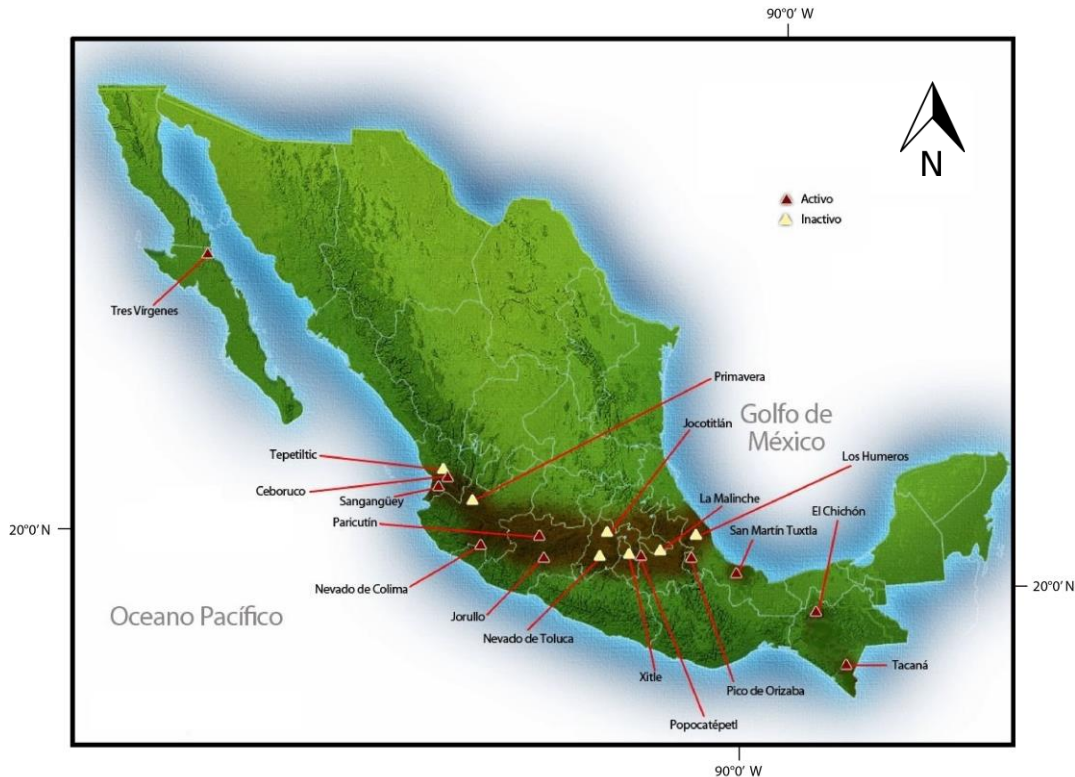 90°0' W
N
Activo
Inactivo
Tres Vírgenes
Primavera
Golfo de
México
Jocotitlán
Tepetiltic
Los Humeros
Ceboruco
Sangangüey
La Malinche
El Chichón
Paricutín
San Martín Tuxtla
20°0' N
Nevado de Colima
20°0' N
Oceano Pacífico
Jorullo
Nevado de Toluca
Tacaná
Xitle
Pico de Orizaba
Popocatépetl
90°0' W